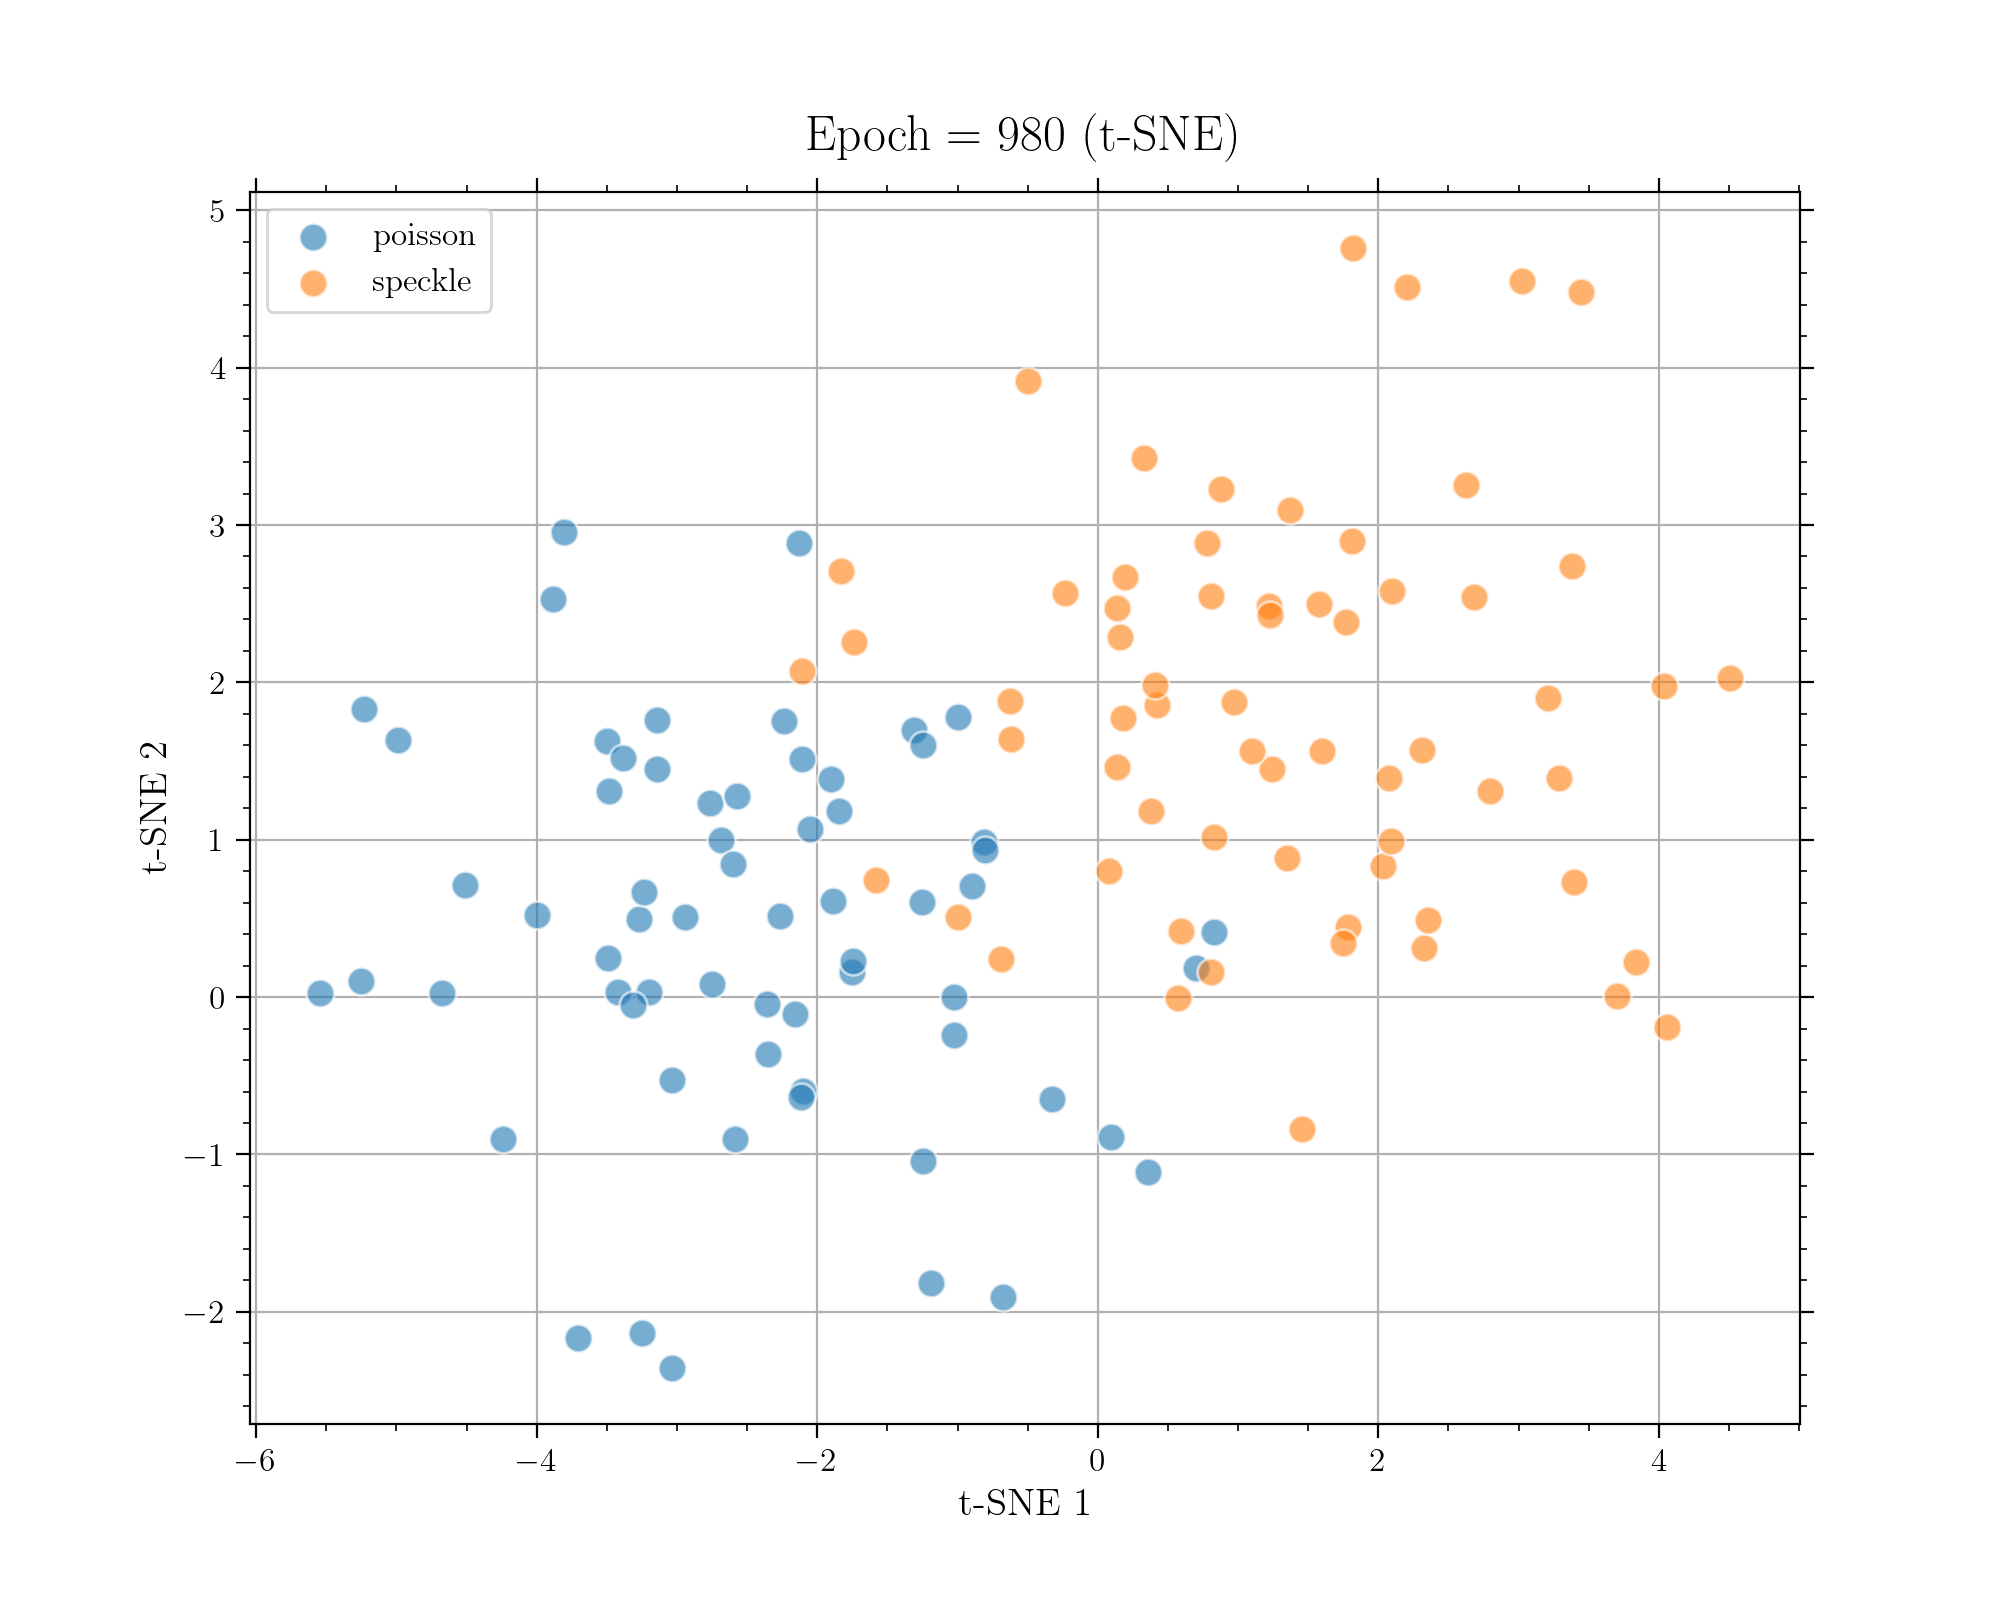 Epoch = 980 (t-SNE)
poisson
speckle
5
4
3
2
1
0
−1
−2
t-SNE 2
−6 −4 −2 0 2 4
t-SNE 1